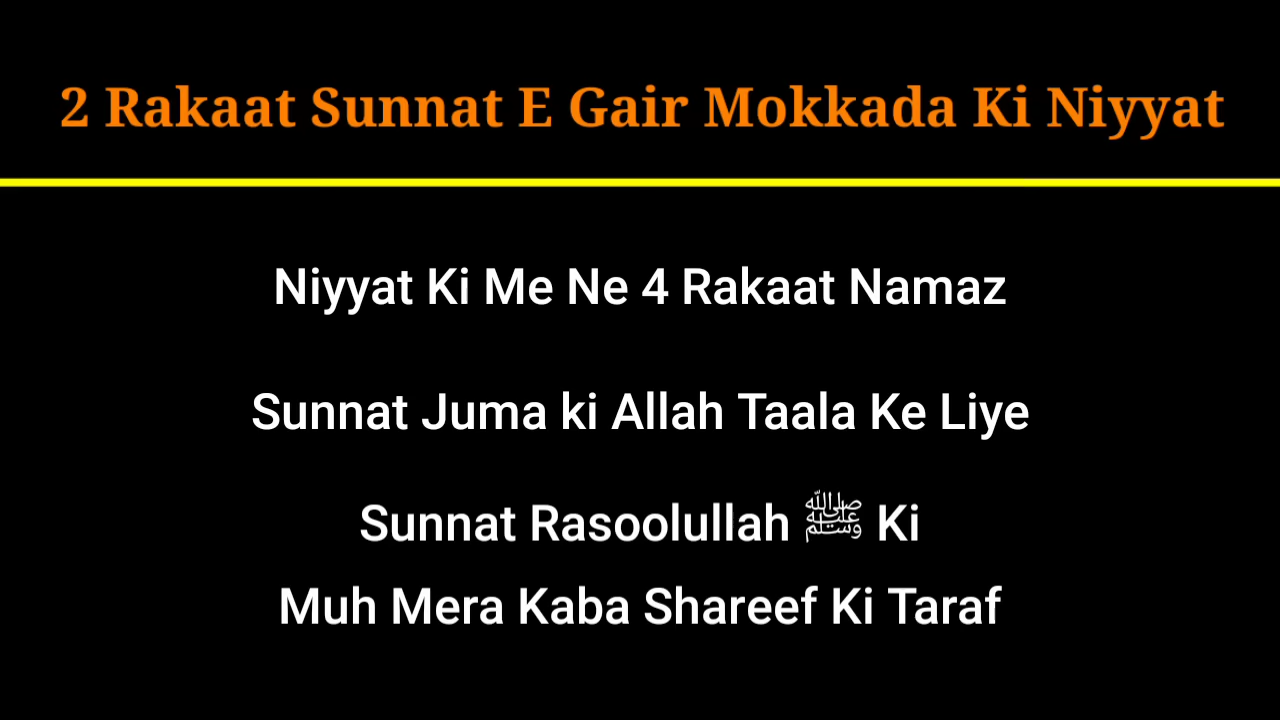 2 Rakaat Sunnat E Gair Mokkada Ki Niyyat
Niyyat Ki Me Ne 4 Rakaat Namaz
Sunnat Juma ki Allah Taala Ke Liye
Sunnat Rasoolullah ﷺ Ki
Muh Mera Kaba Shareef Ki Taraf